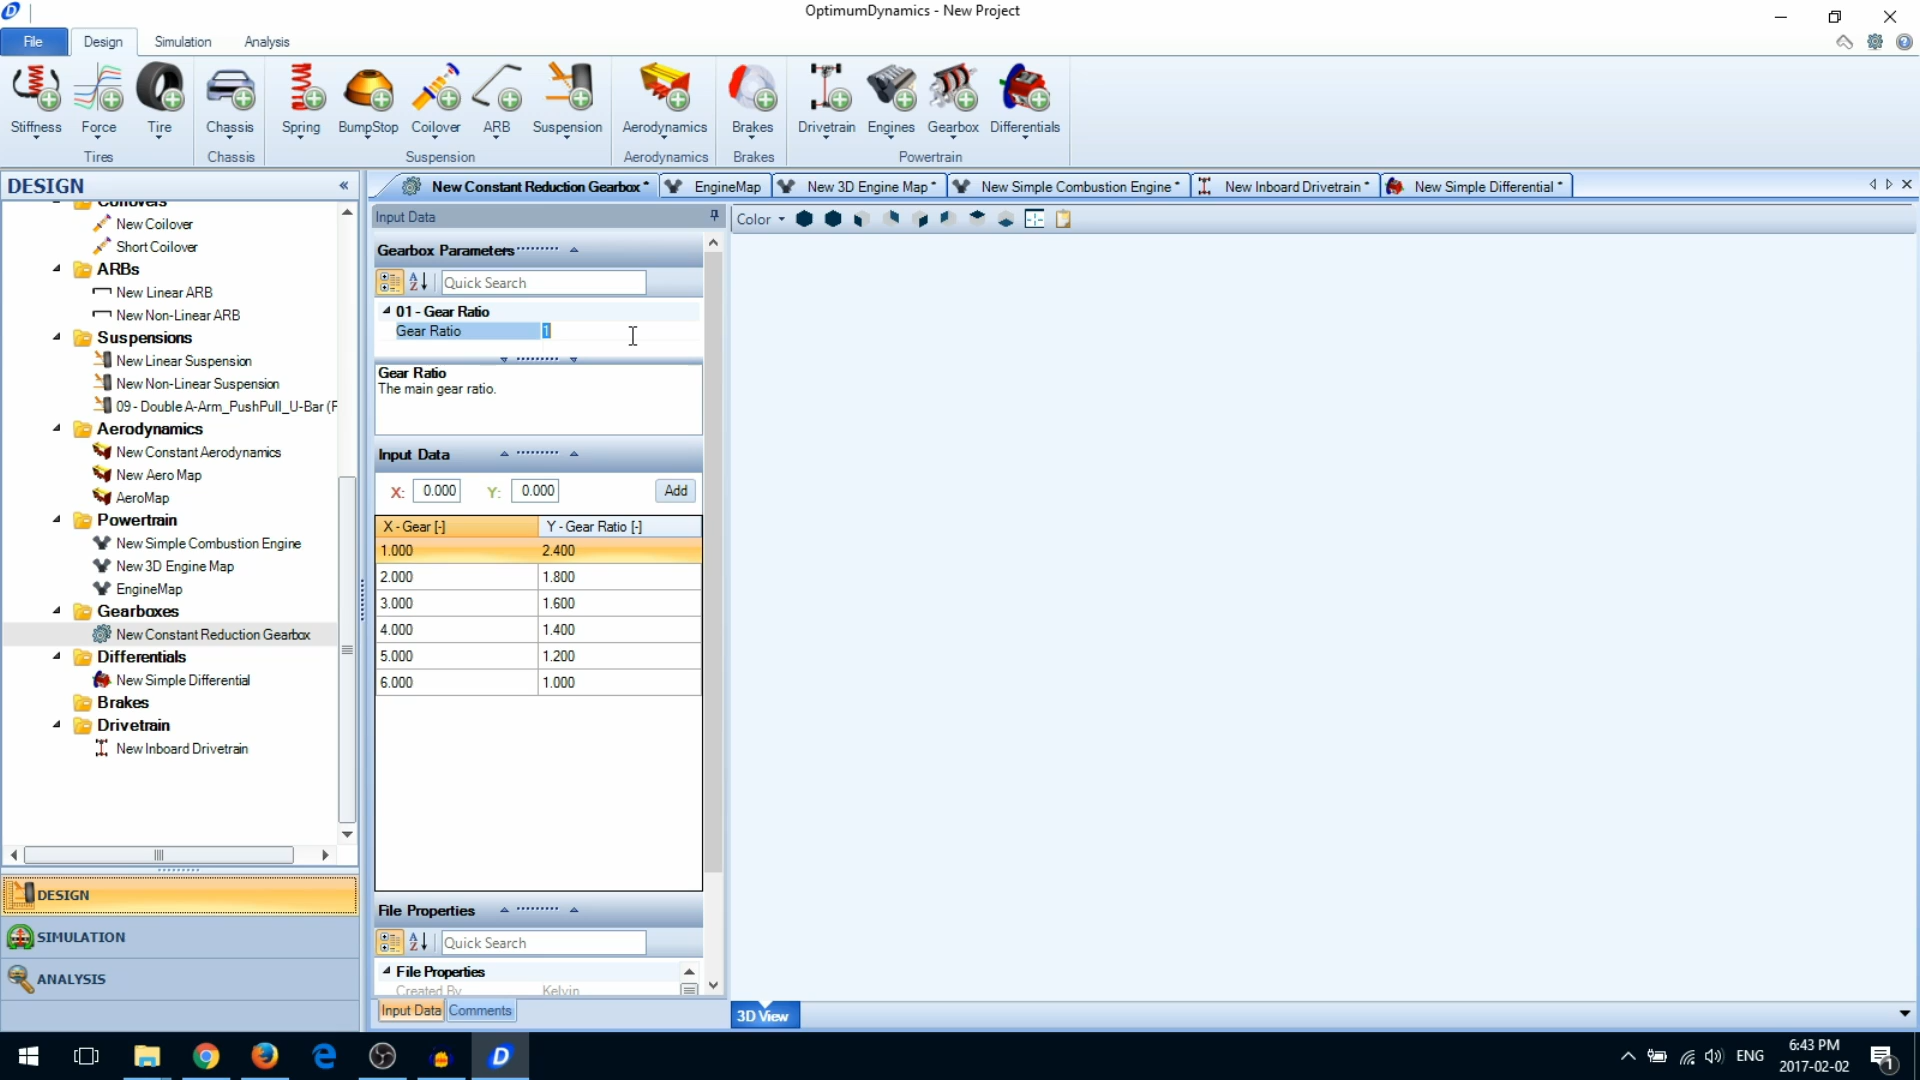 OptimumDynamics - New Project
File
Design
Simulation
Analysis
Stiffness
Force
Tire
Chassis
Spring
BumpStop
Coilover
ARB
Suspension
Aerodynamics
Brakes
Drivetrain
Engines
Gearbox
Differentials
Tires
Chassis
Suspension
Aerodynamics
Brakes
Powertrain
DESIGN
«
Coilovers
New Coilover
Short Coilover
ARBs
New Linear ARB
New Non-Linear ARB
Suspensions
New Linear Suspension
New Non-Linear Suspension
09 - Double A-Arm_PushPull_U-Bar (F
Aerodynamics
New Constant Aerodynamics
New Aero Map
AeroMap
Powertrain
New Simple Combustion Engine
New 3D Engine Map
EngineMap
Gearboxes
New Constant Reduction Gearbox
Differentials
New Simple Differential
Brakes
Drivetrain
New Inboard Drivetrain
DESIGN
SIMULATION
ANALYSIS
New Constant Reduction Gearbox *
EngineMap
New 3D Engine Map *
New Simple Combustion Engine *
New Inboard Drivetrain *
New Simple Differential *
Input Data
Gearbox Parameters
Quick Search
01 - Gear Ratio
Gear Ratio 1
Gear Ratio
The main gear ratio.
Input Data
X: 0.000 Y: 0.000 Add
X - Gear [-] Y - Gear Ratio [-]
1.000 2.400
2.000 1.800
3.000 1.600
4.000 1.400
5.000 1.200
6.000 1.000
File Properties
Quick Search
File Properties
Created By Kelvin
Input Data Comments
Color
3D View
ENG
6:43 PM
2017-02-02
1